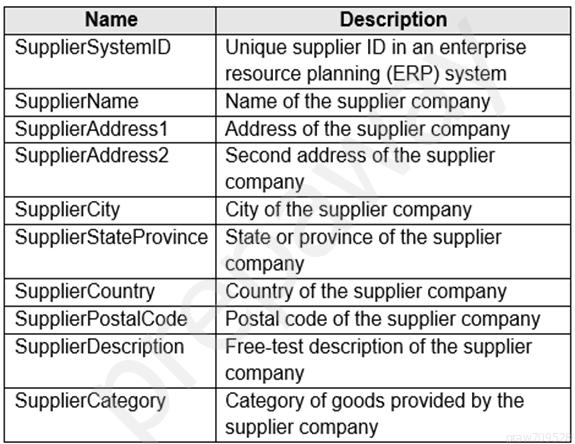 Name Description
SupplierSystemID Unique supplier ID in an enterprise
resource planning (ERP) system
SupplierName Name of the supplier company
SupplierAddress1 Address of the supplier company
SupplierAddress2 Second address of the supplier
company
SupplierCity City of the supplier company
SupplierStateProvince State or province of the supplier
company
SupplierCountry Country of the supplier company
SupplierPostalCode Postal code of the supplier company
SupplierDescription Free-test description of the supplier
company
SupplierCategory Category of goods provided by the
supplier company
prepaway